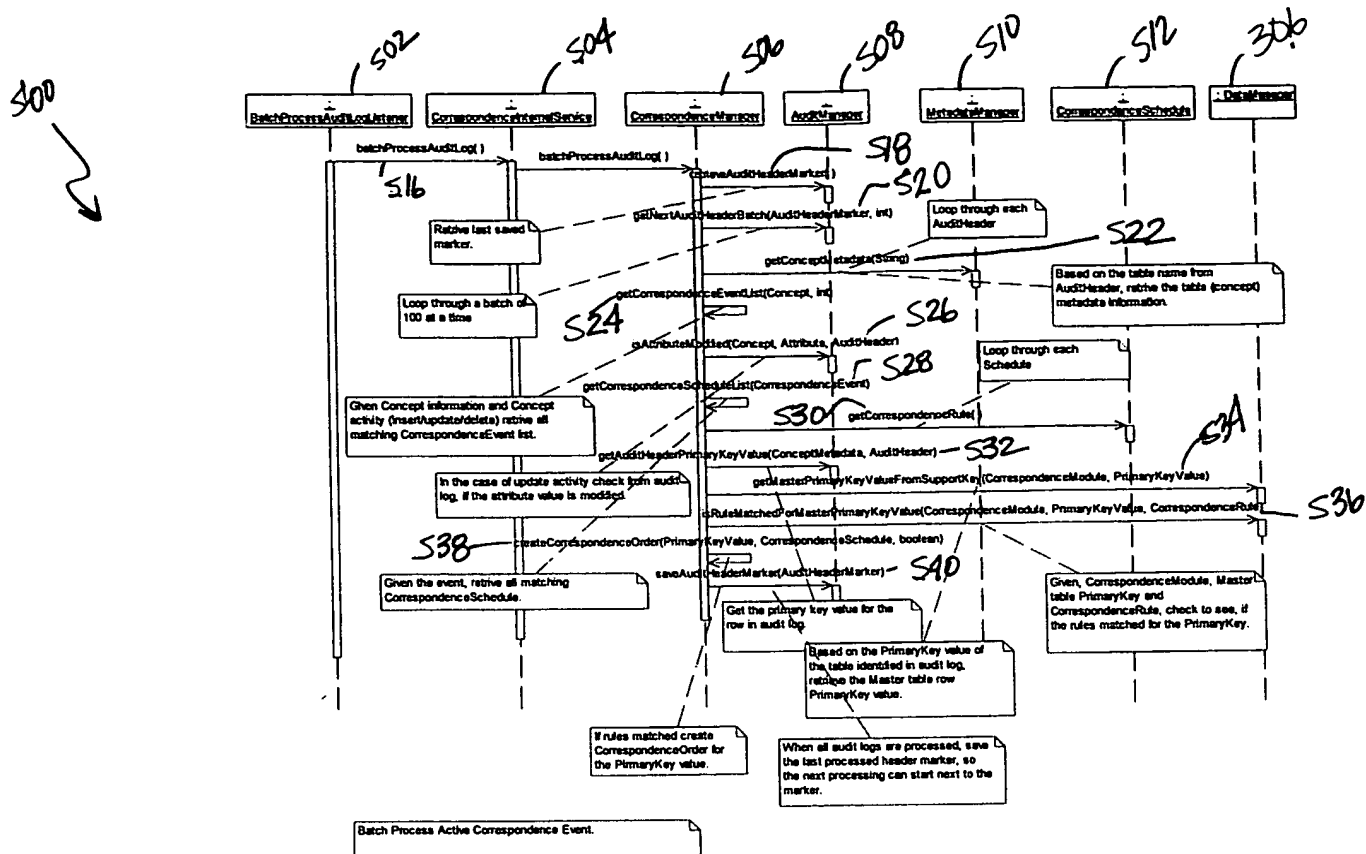 500
502
504
506
508
510
512
306
BatchProcessAuditLogListener
CorrespondenceInternalService
CorrespondenceManager
AuditManager
MetadataManager
CorrespondenceSchedule
: DataManager
batchProcessAuditLog( )
516
batchProcessAuditLog( )
518
520
getNextAuditHeaderBatch(AuditHeaderMarker, int)
Retrive last saved
marker.
Loop through each
AuditHeader
getConceptMetadata(String)
522
Based on the table name from
AuditHeader, retrive the table (concept)
metadata information.
Loop through a batch of
100 at a time
getCorrespondenceEventList(Concept, int)
524
526
isAttributeModified(Concept, Attribute, AuditHeader)
528
Loop through each
Schedule
getCorrespondenceScheduleList(CorrespondenceEvent)
Given Concept information and Concept
activity (insert/update/delete) retrive all
matching CorrespondenceEvent list.
530
getCorrespondenceRule( )
534
getAuditHeaderPrimaryKeyValue(ConceptMetadata, AuditHeader)
532
In the case of update activity check from audit
log, if the attribute value is modified.
getMasterPrimaryKeyValueFromSupportKey(CorrespondenceModule, PrimaryKeyValue)
isRuleMatchedForMasterPrimaryKeyValue(CorrespondenceModule, PrimaryKeyValue, CorrespondenceRule
536
538
createCorrespondenceOrder(PrimaryKeyValue, CorrespondenceSchedule, boolean)
saveAuditHeaderMarker(AuditHeaderMarker)
540
Given the event, retrive all matching
CorrespondenceSchedule.
Get the primary key value for the
row in audit log.
Given, CorrespondenceModule, Master
table PrimaryKey and
CorrespondenceRule, check to see, if
the rules matched for the PrimaryKey.
Based on the PrimaryKey value of
the table identified in audit log,
retrieve the Master table row
PrimaryKey value.
If rules matched create
CorrespondenceOrder for
the PrimaryKey value.
When all audit logs are processed, save
the last processed header marker, so
the next processing can start next to the
marker.
Batch Process Active Correspondence Event.